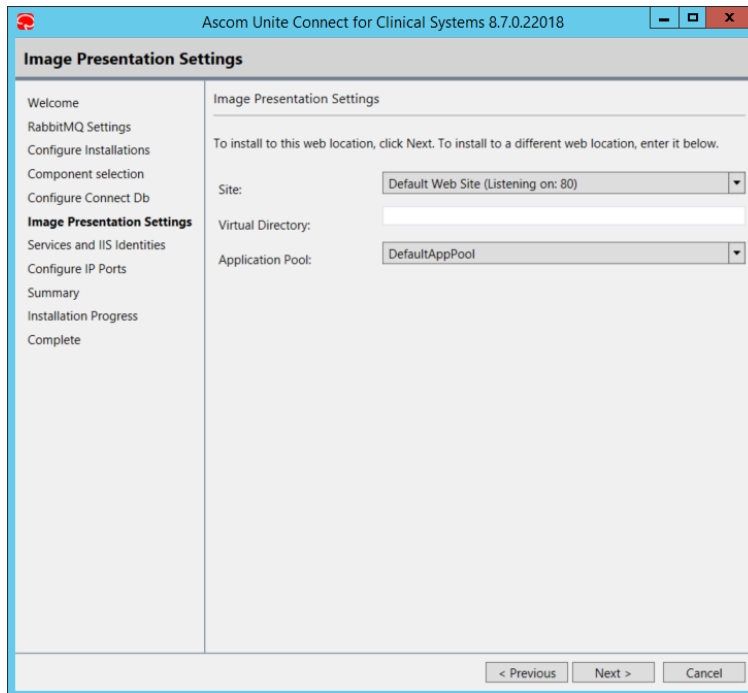 Ascom Unite Connect for Clinical Systems 8.7.0.22018
Image Presentation Settings
Welcome
RabbitMQ Settings
Configure Installations
Component selection
Configure Connect Db
Image Presentation Settings
Services and IIS Identities
Configure IP Ports
Summary
Installation Progress
Complete
Image Presentation Settings
To install to this web location, click Next. To install to a different web location, enter it below.
Site:
Default Web Site (Listening on: 80)
Virtual Directory:
Application Pool:
DefaultAppPool
< Previous
Next >
Cancel